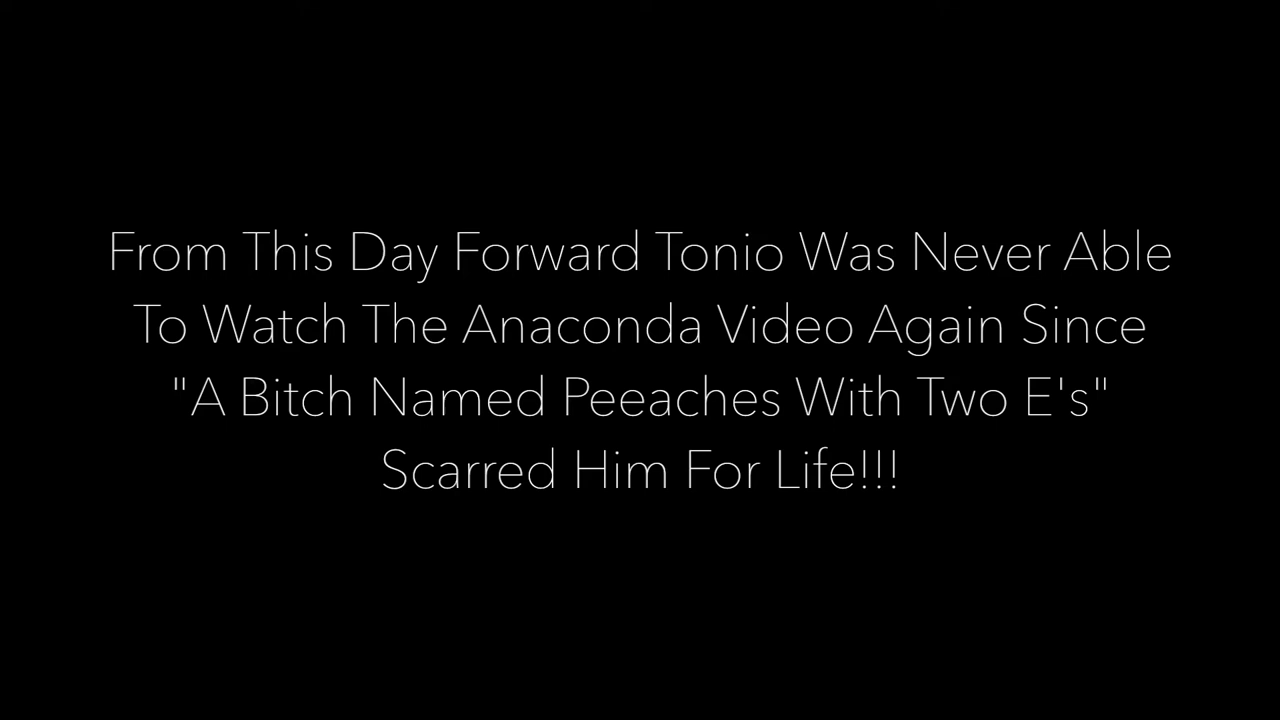 From This Day Forward Tonio Was Never Able
To Watch The Anaconda Video Again Since
"A Bitch Named Peeaches With Two E's"
Scarred Him For Life!!!